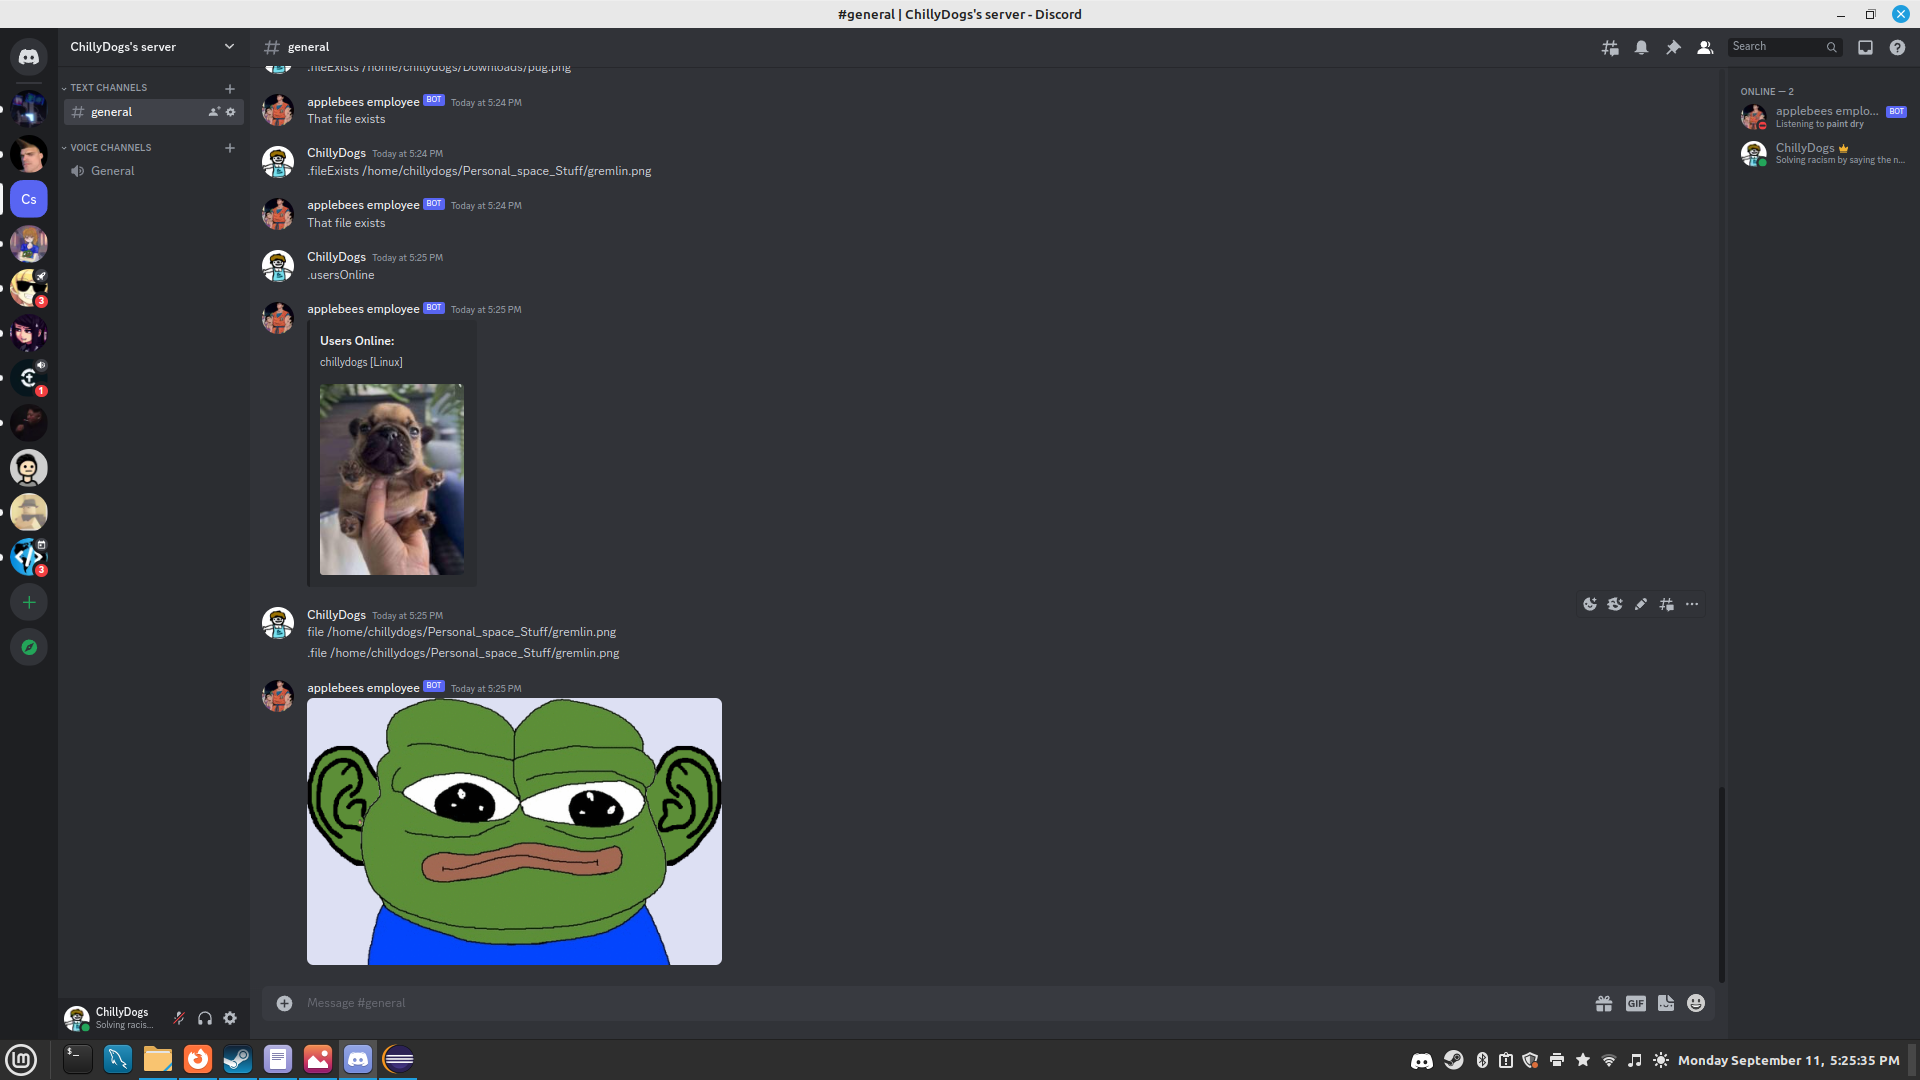 #general | ChillyDogs's server - Discord
ChillyDogs's server
general
Search
TEXT CHANNELS
general
VOICE CHANNELS
General
Cs
3
1
3
.fileExists /home/chillydogs/Downloads/pug.png
applebees employee BOT Today at 5:24 PM
That file exists
ChillyDogs Today at 5:24 PM
.fileExists /home/chillydogs/Personal_space_Stuff/gremlin.png
applebees employee BOT Today at 5:24 PM
That file exists
ChillyDogs Today at 5:25 PM
.usersOnline
applebees employee BOT Today at 5:25 PM
Users Online:
chillydogs [Linux]
ChillyDogs Today at 5:25 PM
file /home/chillydogs/Personal_space_Stuff/gremlin.png
.file /home/chillydogs/Personal_space_Stuff/gremlin.png
applebees employee BOT Today at 5:25 PM
Message #general
GIF
ONLINE — 2
applebees emplo... BOT
Listening to paint dry
ChillyDogs
Solving racism by saying the n...
ChillyDogs
Solving racis...
Monday September 11, 5:25:35 PM